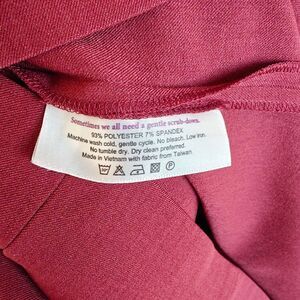 Sometimes we all need a gentle scrub-down.
93% POLYESTER 7% SPANDEX
Machine wash cold, gentle cycle. No bleach, Low iron.
No tumble dry, Dry clean preferred.
Made in Vietnam with fabric from Taiwan.